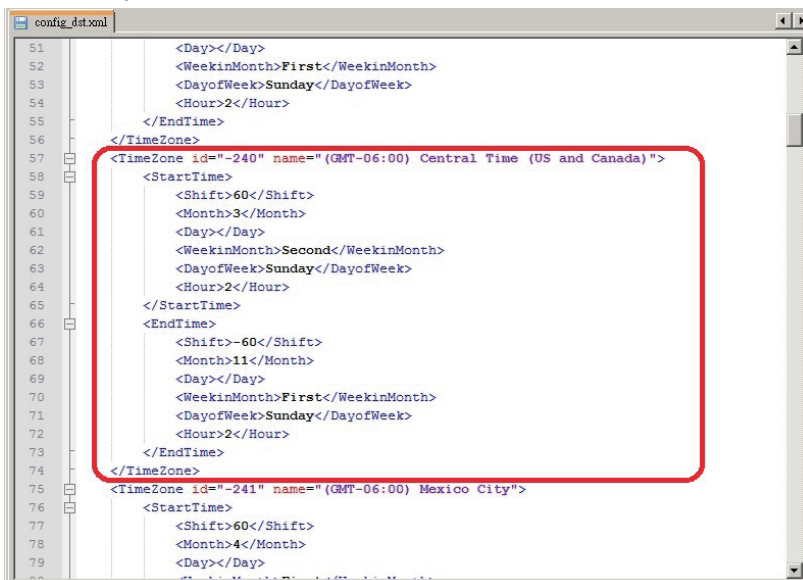 config_dst.xml
51 <Day></Day>
52 <WeekinMonth>First</WeekinMonth>
53 <DayofWeek>Sunday</DayofWeek>
54 <Hour>2</Hour>
55 </EndTime>
56 </TimeZone>
57 <TimeZone id="-240" name="(GMT-06:00) Central Time (US and Canada)">
58 <StartTime>
59 <Shift>60</Shift>
60 <Month>3</Month>
61 <Day></Day>
62 <WeekinMonth>Second</WeekinMonth>
63 <DayofWeek>Sunday</DayofWeek>
64 <Hour>2</Hour>
65 </StartTime>
66 <EndTime>
67 <Shift>-60</Shift>
68 <Month>11</Month>
69 <Day></Day>
70 <WeekinMonth>First</WeekinMonth>
71 <DayofWeek>Sunday</DayofWeek>
72 <Hour>2</Hour>
73 </EndTime>
74 </TimeZone>
75 <TimeZone id="-241" name="(GMT-06:00) Mexico City">
76 <StartTime>
77 <Shift>60</Shift>
78 <Month>4</Month>
79 <Day></Day>